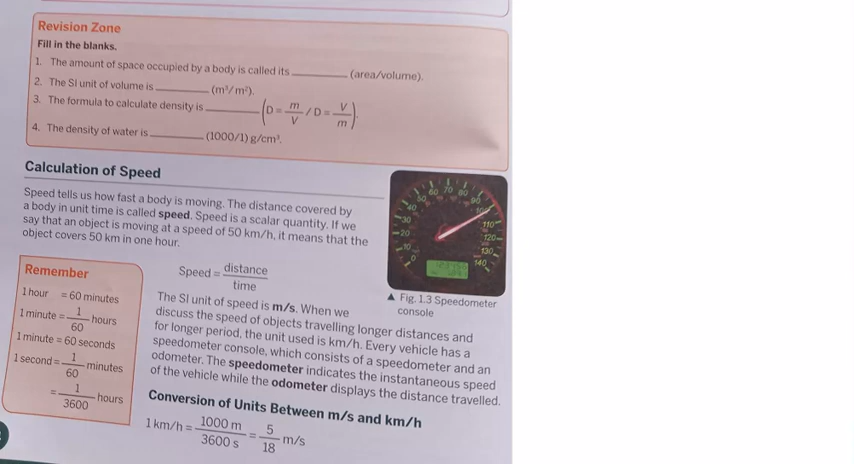 Revision Zone
Fill in the blanks.
1. The amount of space occupied by a body is called its ________ (area/volume).
2. The SI unit of volume is ________ (m³/m²).
3. The formula to calculate density is ________ (D = m/V / D = V/m).
4. The density of water is ________ (1000/1) g/cm³.
Calculation of Speed
Speed tells us how fast a body is moving. The distance covered by
a body in unit time is called speed. Speed is a scalar quantity. If we
say that an object is moving at a speed of 50 km/h, it means that the
object covers 50 km in one hour.
Speed = distance/time
▲ Fig. 1.3 Speedometer
console
Remember
1 hour = 60 minutes
1 minute = 1/60 hours
1 minute = 60 seconds
1 second = 1/60 minutes
= 1/3600 hours
The SI unit of speed is m/s. When we
discuss the speed of objects travelling longer distances and
for longer period, the unit used is km/h. Every vehicle has a
speedometer console, which consists of a speedometer and an
odometer. The speedometer indicates the instantaneous speed
of the vehicle while the odometer displays the distance travelled.
Conversion of Units Between m/s and km/h
1 km/h = 1000 m/3600 s = 5/18 m/s